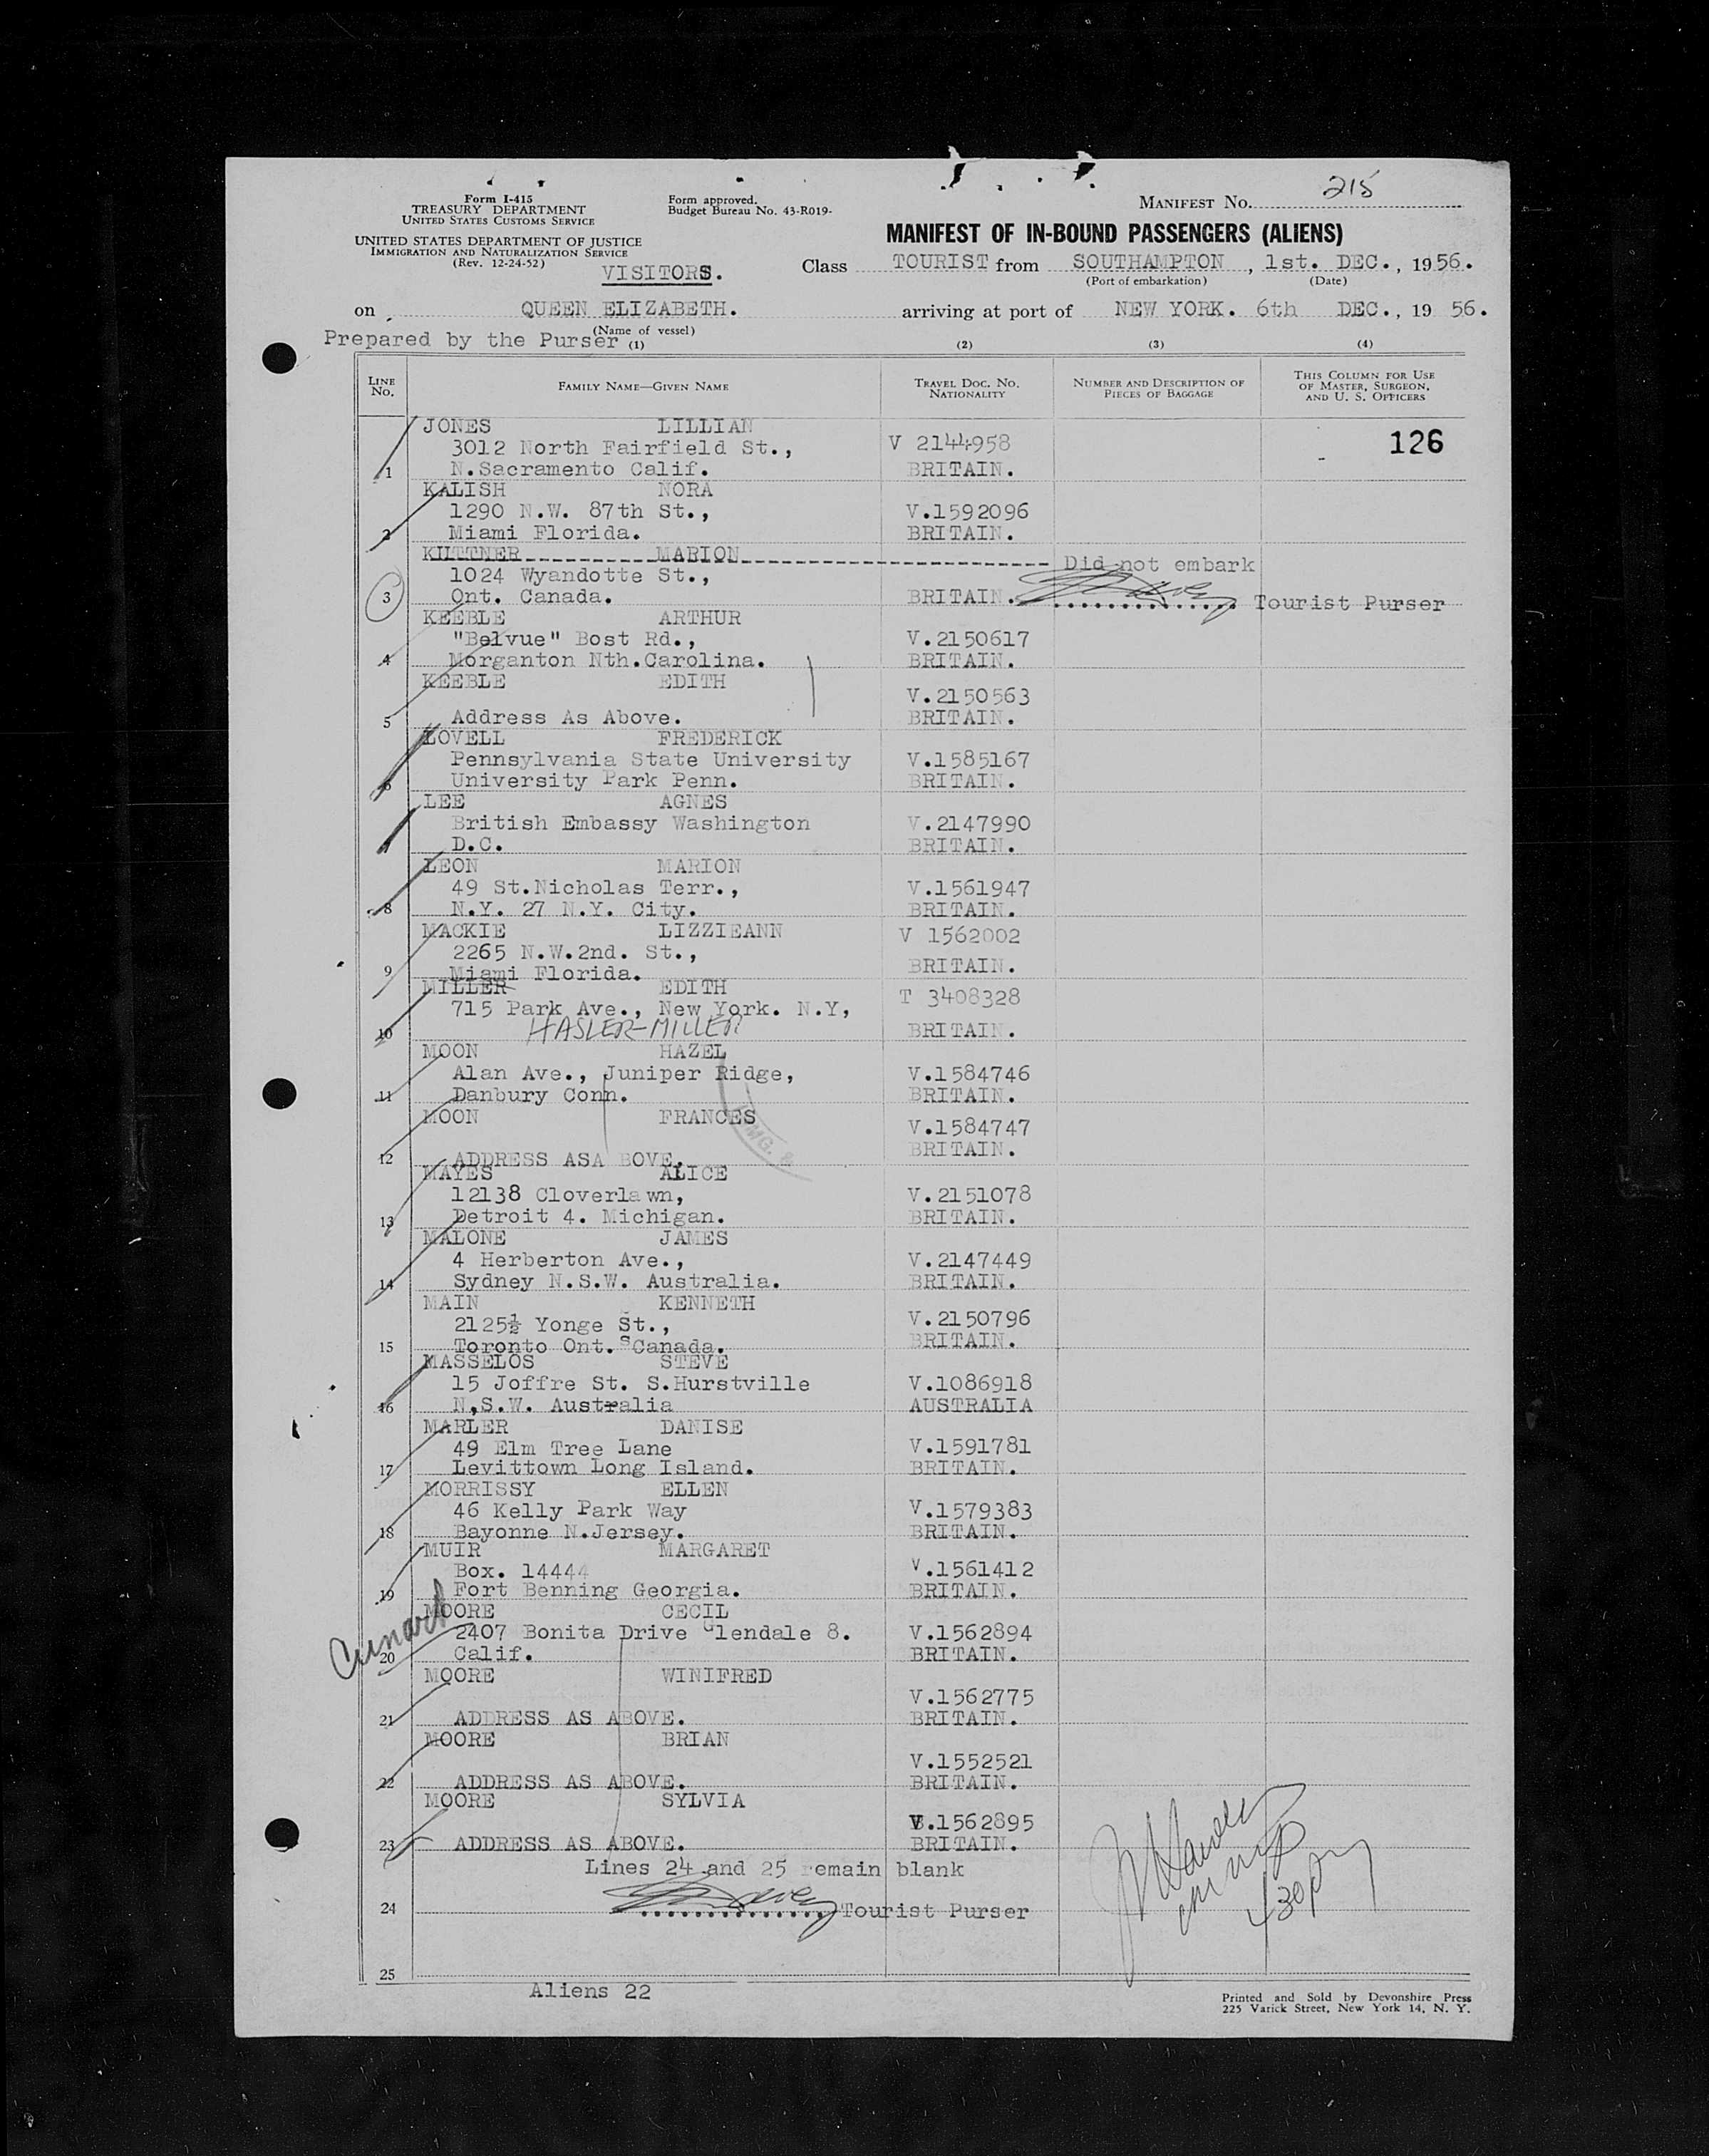 215
Form I-415
TREASURY DEPARTMENT
UNITED STATES CUSTOMS SERVICE
Form approved.
Budget Bureau No. 43-R019-
MANIFEST No.
UNITED STATES DEPARTMENT OF JUSTICE
IMMIGRATION AND NATURALIZATION SERVICE
(Rev. 12-24-52)
MANIFEST OF IN-BOUND PASSENGERS (ALIENS)
VISITORS. Class TOURIST from SOUTHAMPTON , 1st. DEC., 1956.
(Port of embarkation) (Date)
on QUEEN ELIZABETH. arriving at port of NEW YORK. 6th DEC., 19 56.
(Name of vessel)
Prepared by the Purser (1) (2) (3) (4)
LINE No. FAMILY NAME—GIVEN NAME TRAVEL DOC. NO. NATIONALITY NUMBER AND DESCRIPTION OF PIECES OF BAGGAGE THIS COLUMN FOR USE OF MASTER, SURGEON, AND U. S. OFFICERS
JONES LILLIAN
3012 North Fairfield St., V 2144958 126
1 N.Sacramento Calif. BRITAIN.
KALISH NORA
1290 N.W. 87th St., V.1592096
2 Miami Florida. BRITAIN.
KUTTNER MARION Did not embark
1024 Wyandotte St.,
3 Ont. Canada. BRITAIN. Tourist Purser
KEEBLE ARTHUR
"Belvue" Bost Rd., V.2150617
4 Morganton Nth.Carolina. BRITAIN.
KEEBLE EDITH
V.2150563
5 Address As Above. BRITAIN.
LOVELL FREDERICK
Pennsylvania State University V.1585167
6 University Park Penn. BRITAIN.
LEE AGNES
British Embassy Washington V.2147990
7 D.C. BRITAIN.
LEON MARION
49 St.Nicholas Terr., V.1561947
8 N.Y. 27 N.Y. City. BRITAIN.
MACKIE LIZZIEANN V 1562002
2265 N.W.2nd. St.,
9 Miami Florida. BRITAIN.
MILLER EDITH T 3408328
715 Park Ave., New York. N.Y,
10 HASLER-MILLER BRITAIN.
MOON HAZEL
Alan Ave., Juniper Ridge, V.1584746
11 Danbury Conn. BRITAIN.
MOON FRANCES V.1584747
BRITAIN.
12 ADDRESS ASA BOVE.
MAYES ALICE
12138 Cloverlawn, V.2151078
13 Detroit 4. Michigan. BRITAIN.
MALONE JAMES
4 Herberton Ave., V.2147449
14 Sydney N.S.W. Australia. BRITAIN.
MAIN KENNETH
2125½ Yonge St., V.2150796
15 Toronto Ont. Canada. BRITAIN.
MASSELOS STEVE
15 Joffre St. S.Hurstville V.1086918
16 N,S.W. Australia AUSTRALIA
MARLER DANISE
49 Elm Tree Lane V.1591781
17 Levittown Long Island. BRITAIN.
MORRISSY ELLEN
46 Kelly Park Way V.1579383
18 Bayonne N.Jersey. BRITAIN.
MUIR MARGARET
Box. 14444 V.1561412
19 Fort Benning Georgia. BRITAIN.
MOORE CECIL
Cunard 2407 Bonita Drive Glendale 8. V.1562894
20 Calif. BRITAIN.
MOORE WINIFRED
V.1562775
21 ADDRESS AS ABOVE. BRITAIN.
MOORE BRIAN
V.1552521
22 ADDRESS AS ABOVE. BRITAIN.
MOORE SYLVIA
V.1562895
23 ADDRESS AS ABOVE. BRITAIN.
Lines 24 and 25 remain blank
24 Tourist Purser
430pm
25
Aliens 22
Printed and Sold by Devonshire Press
225 Varick Street, New York 14, N. Y.